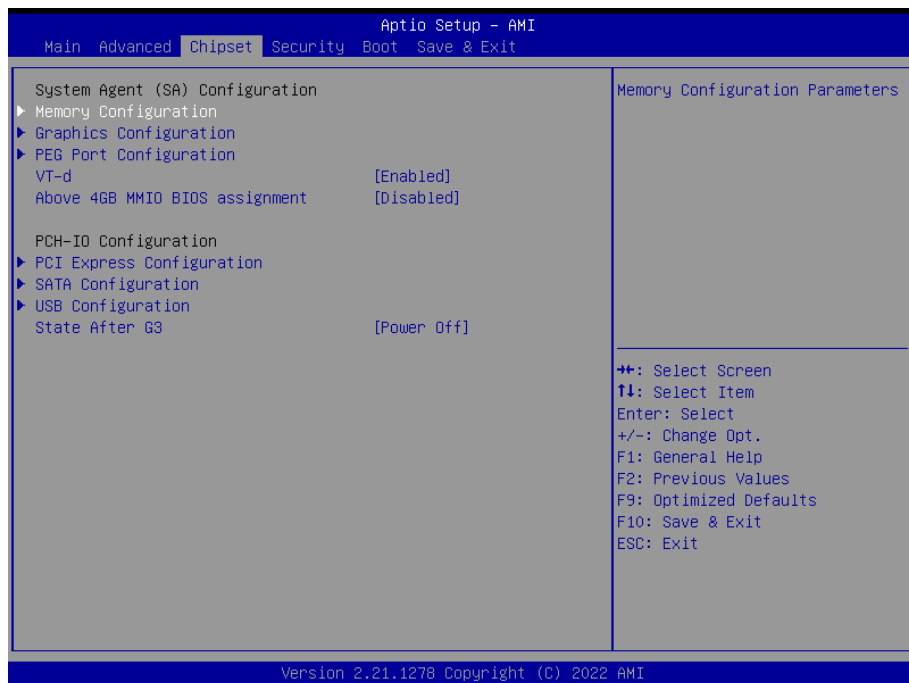 Aptio Setup – AMI
Main Advanced Chipset Security Boot Save & Exit
System Agent (SA) Configuration
Memory Configuration
Graphics Configuration
PEG Port Configuration
VT-d [Enabled]
Above 4GB MMIO BIOS assignment [Disabled]
PCH-IO Configuration
PCI Express Configuration
SATA Configuration
USB Configuration
State After G3 [Power Off]
Memory Configuration Parameters
→←: Select Screen
↑↓: Select Item
Enter: Select
+/-: Change Opt.
F1: General Help
F2: Previous Values
F9: Optimized Defaults
F10: Save & Exit
ESC: Exit
Version 2.21.1278 Copyright (C) 2022 AMI